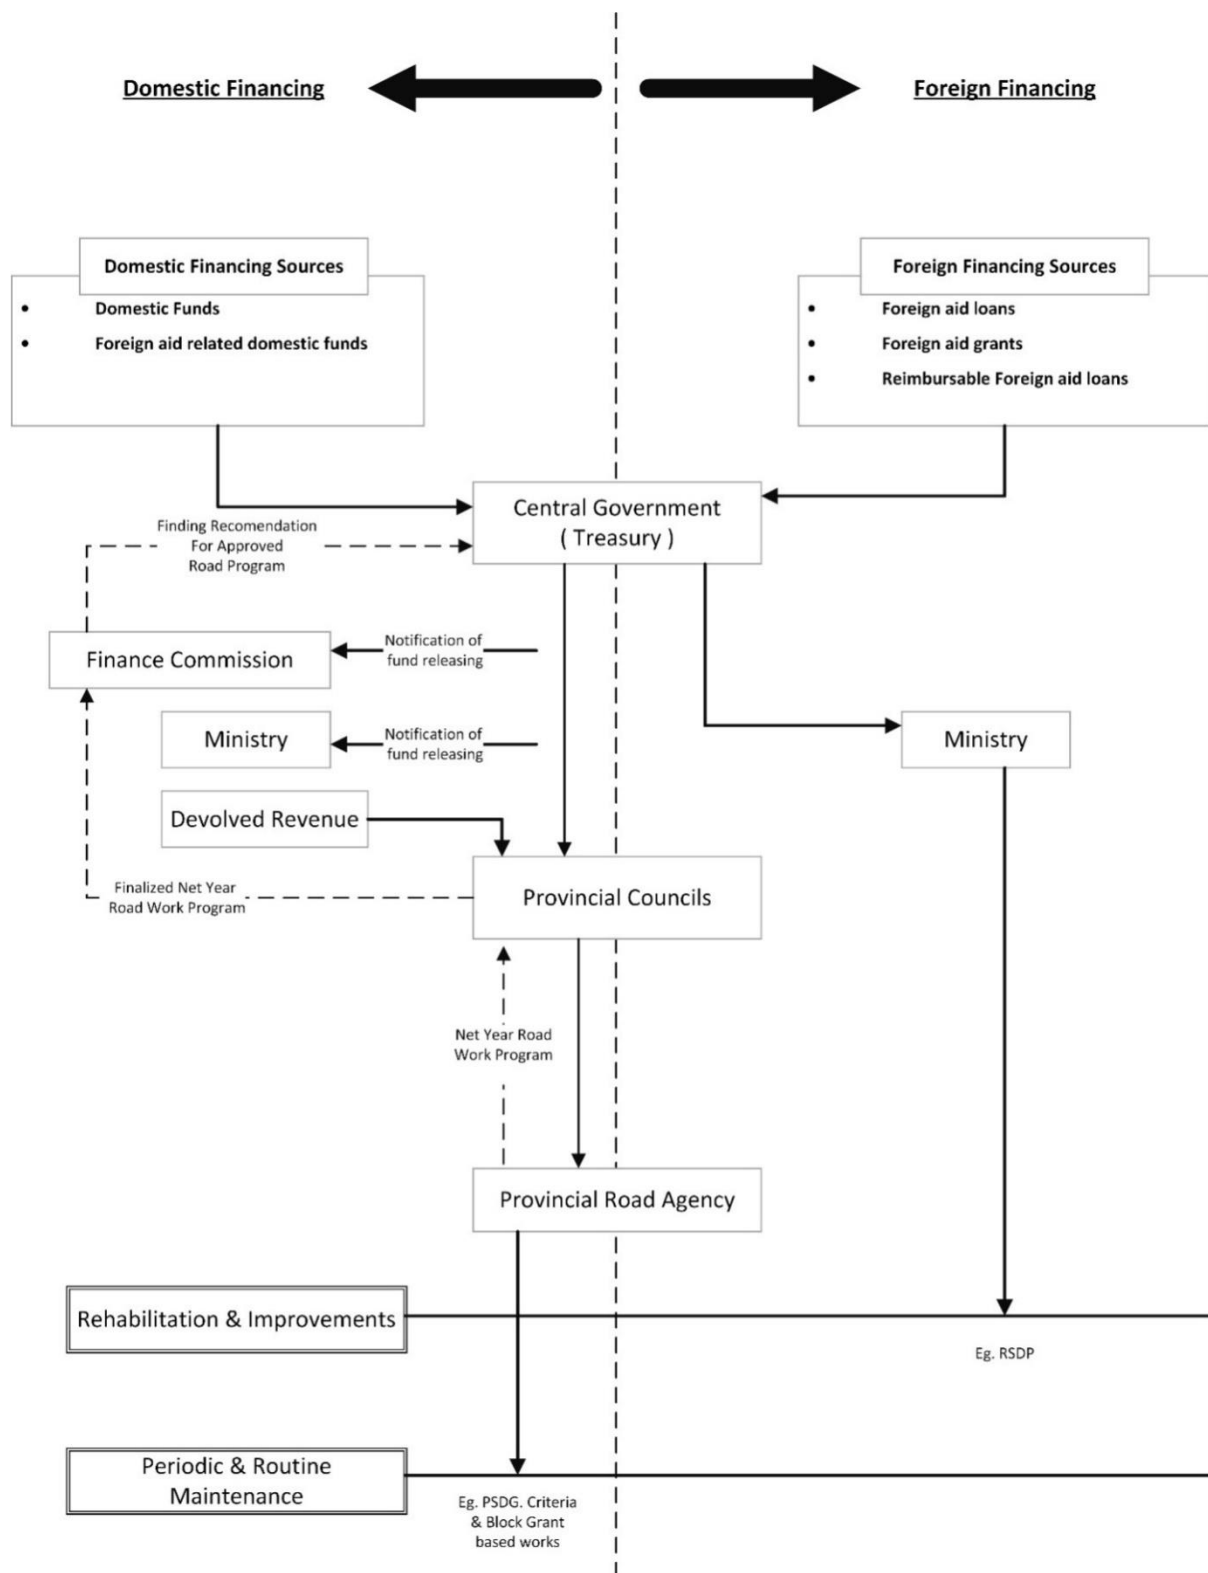 Domestic Financing
Foreign Financing
Domestic Financing Sources
• Domestic Funds
• Foreign aid related domestic funds
Foreign Financing Sources
• Foreign aid loans
• Foreign aid grants
• Reimbursable Foreign aid loans
Central Government
( Treasury )
Finding Recomendation
For Approved
Road Program
Finance Commission
Notification of
fund releasing
Ministry
Notification of
fund releasing
Ministry
Devolved Revenue
Provincial Councils
Finalized Net Year
Road Work Program
Net Year Road
Work Program
Provincial Road Agency
Rehabilitation & Improvements
Eg. RSDP
Periodic & Routine
Maintenance
Eg. PSDG. Criteria
& Block Grant
based works